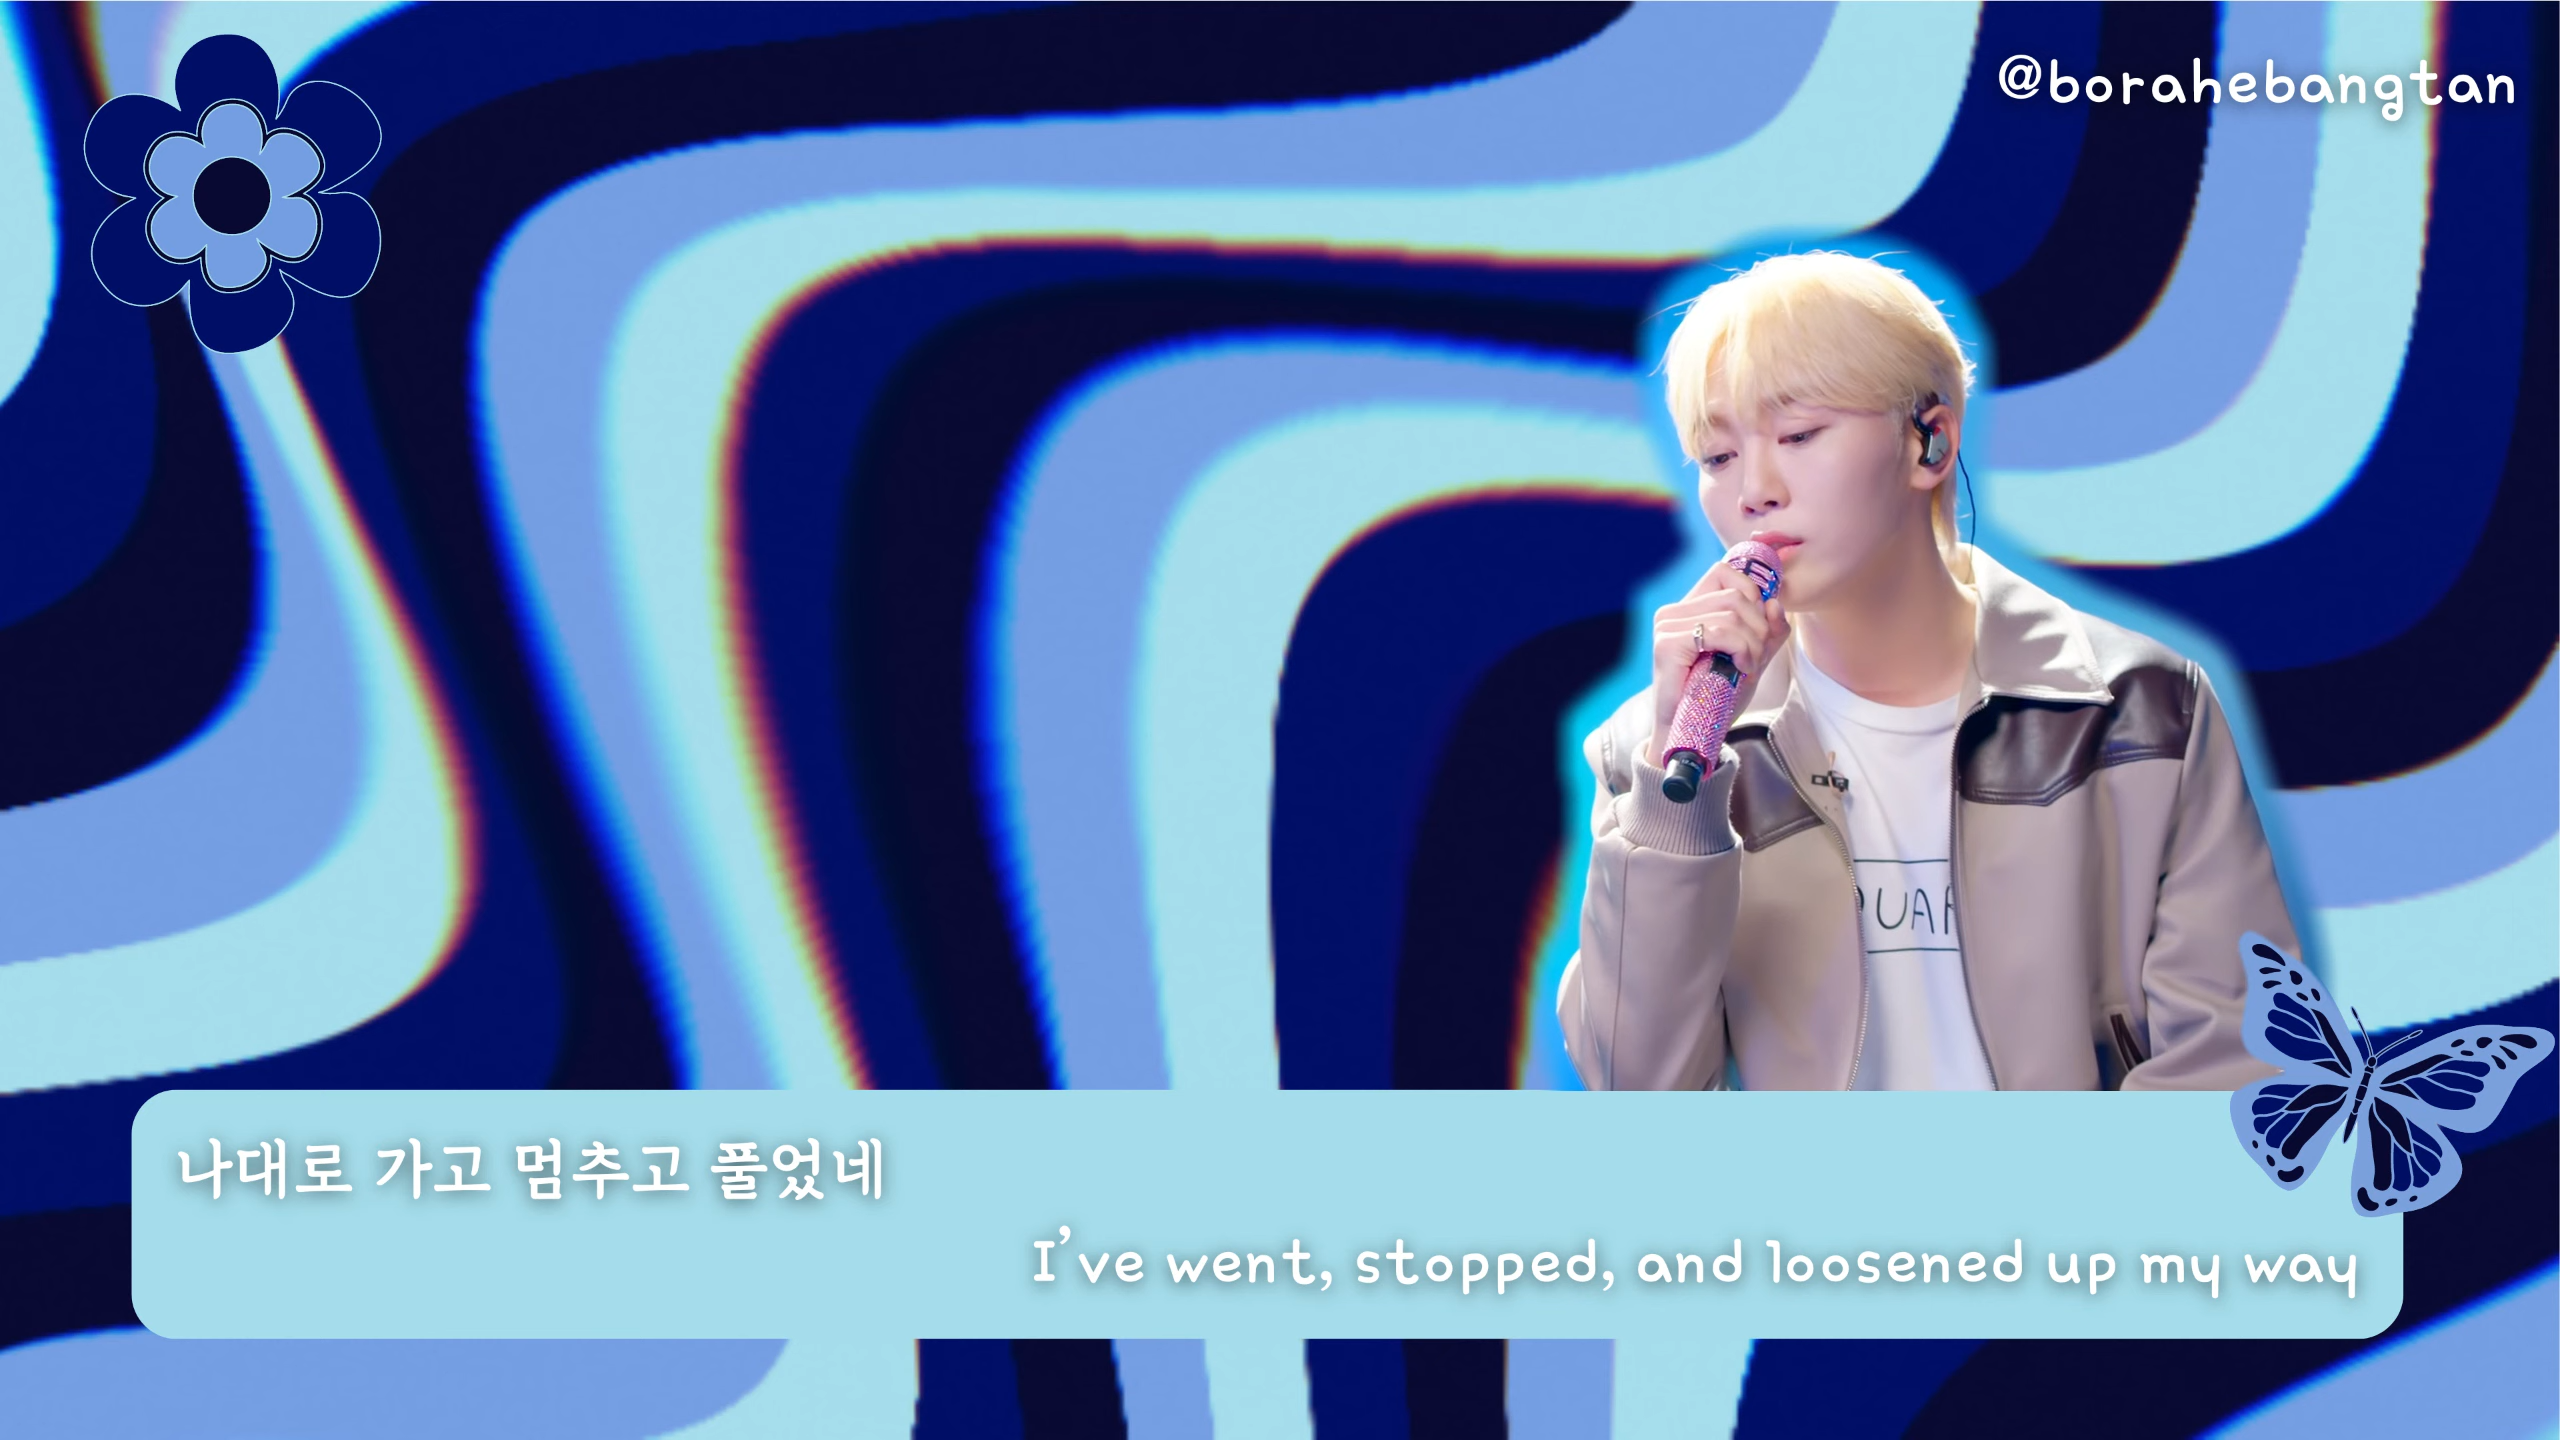 @borahebangtan
QUAR
나대로 가고 멈추고 풀었네
I've went, stopped, and loosened up my way